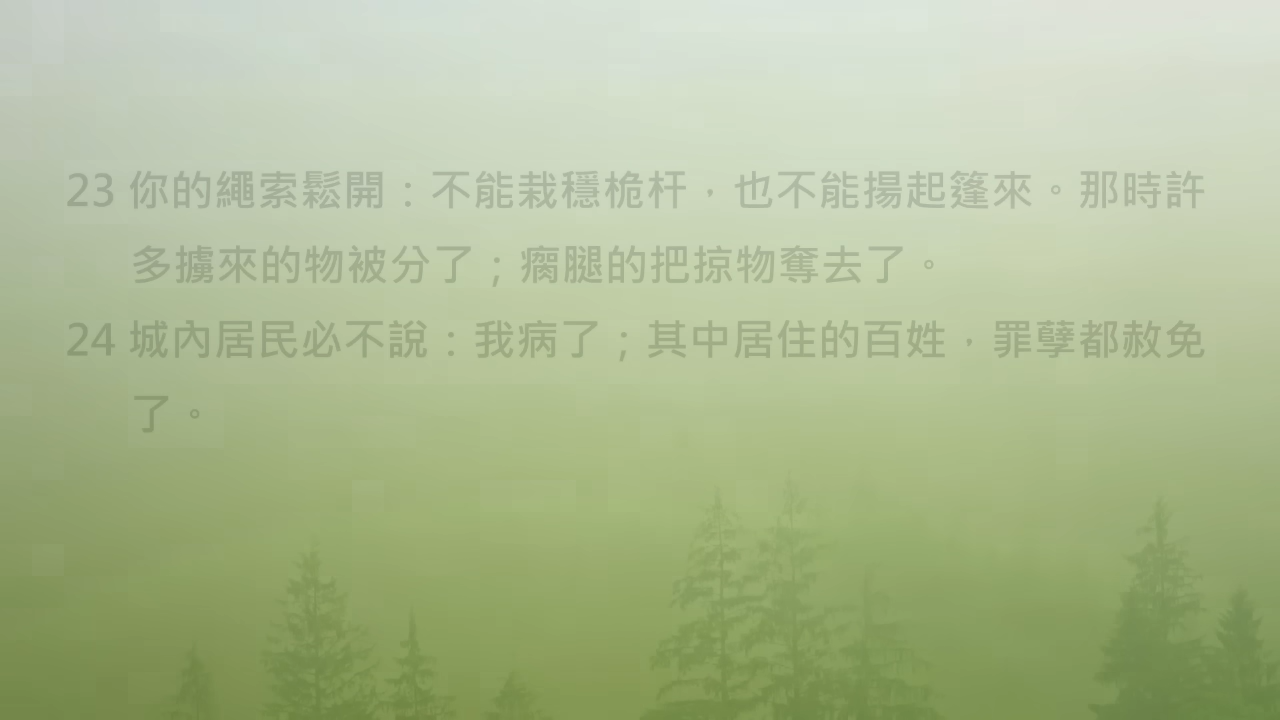 23 你的繩索鬆開：不能栽穩桅杆，也不能揚起篷來。那時許
多擄來的物被分了；瘸腿的把掠物奪去了。
24 城內居民必不說：我病了；其中居住的百姓，罪孽都赦免
了。